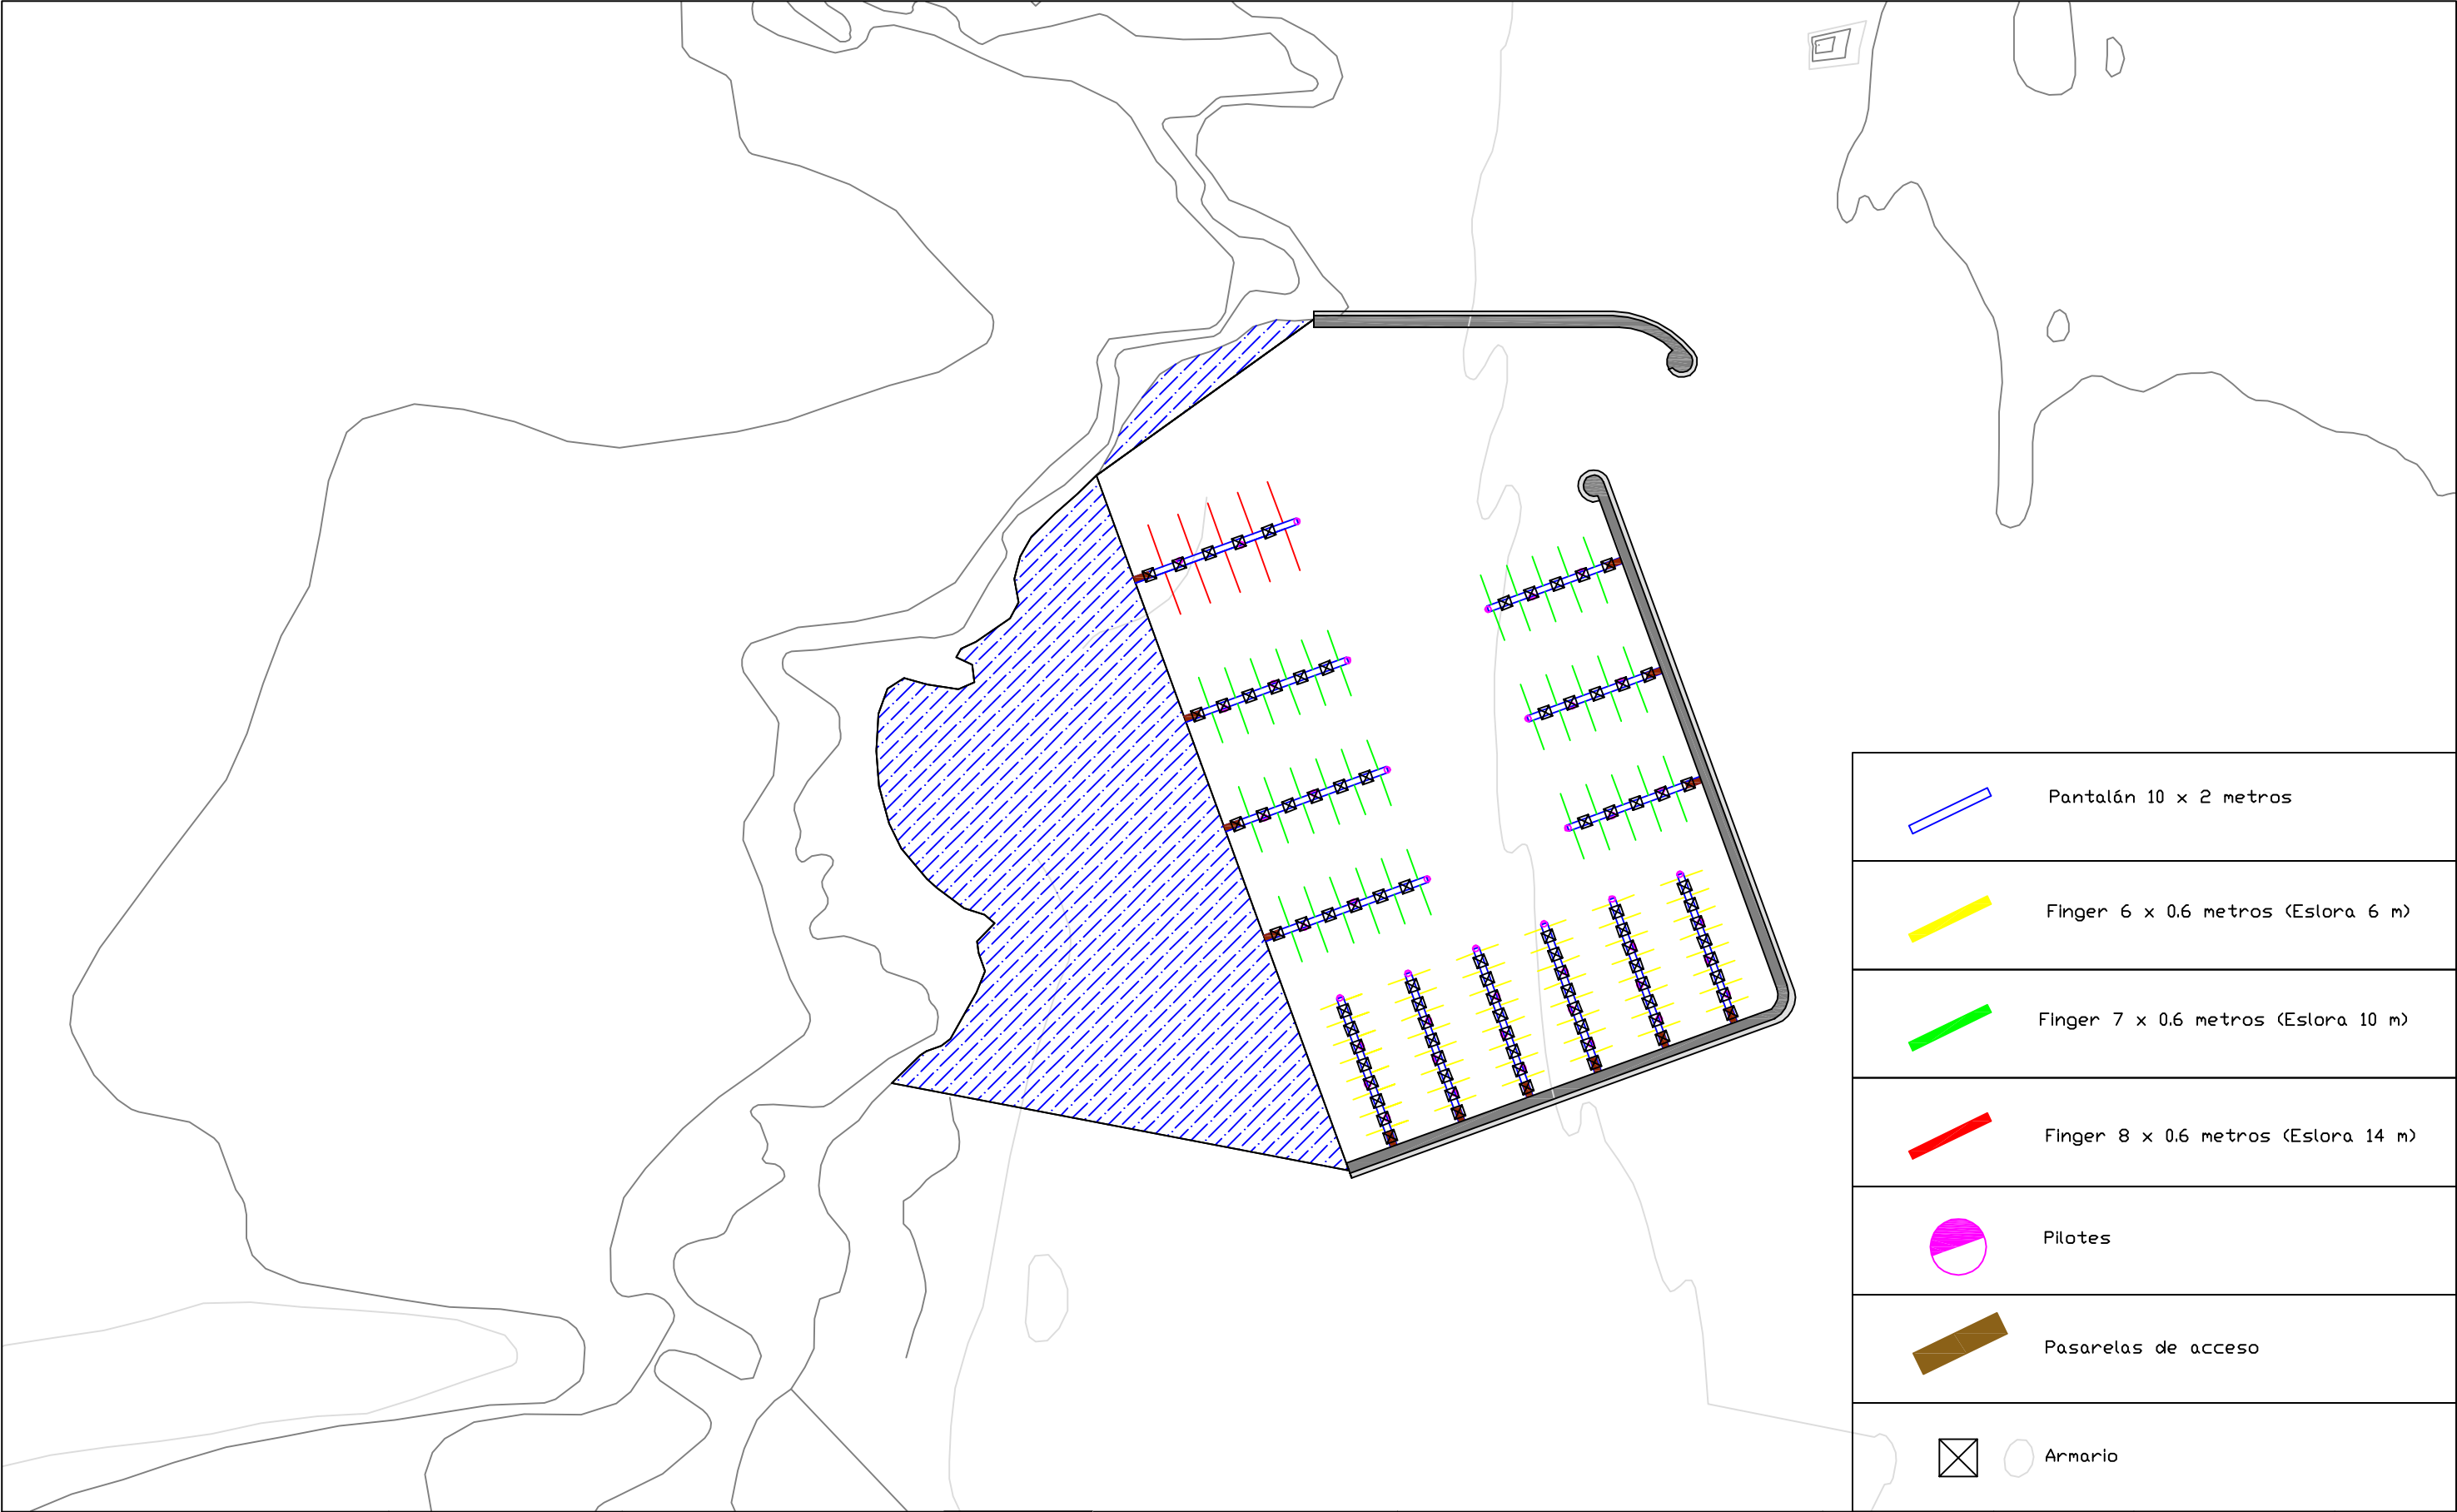 Pantalán 10 x 2 metros
Finger 6 x 0.6 metros (Eslora 6 m)
Finger 7 x 0.6 metros (Eslora 10 m)
Finger 8 x 0.6 metros (Eslora 14 m)
Pilotes
Pasarelas de acceso
Armario